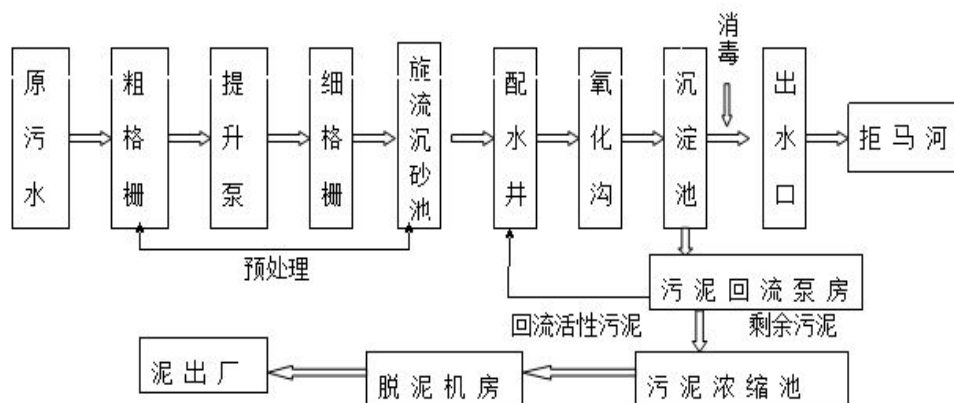 原污水
粗格栅
提升泵
细格栅
旋流沉砂池
配水井
氧化沟
沉淀池
消毒
出水口
拒马河
预处理
污泥回流泵房
回流活性污泥
剩余污泥
泥出厂
脱泥机房
污泥浓缩池